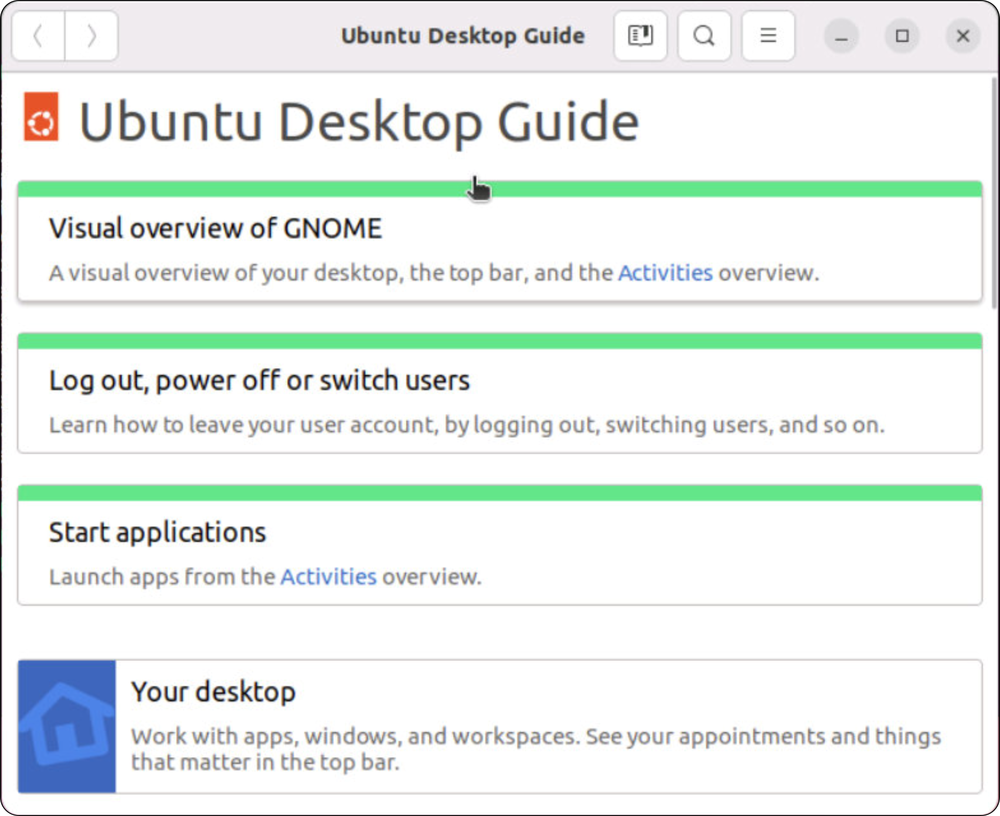 Ubuntu Desktop Guide
Ubuntu Desktop Guide
Visual overview of GNOME
A visual overview of your desktop, the top bar, and the Activities overview.
Log out, power off or switch users
Learn how to leave your user account, by logging out, switching users, and so on.
Start applications
Launch apps from the Activities overview.
Your desktop
Work with apps, windows, and workspaces. See your appointments and things
that matter in the top bar.